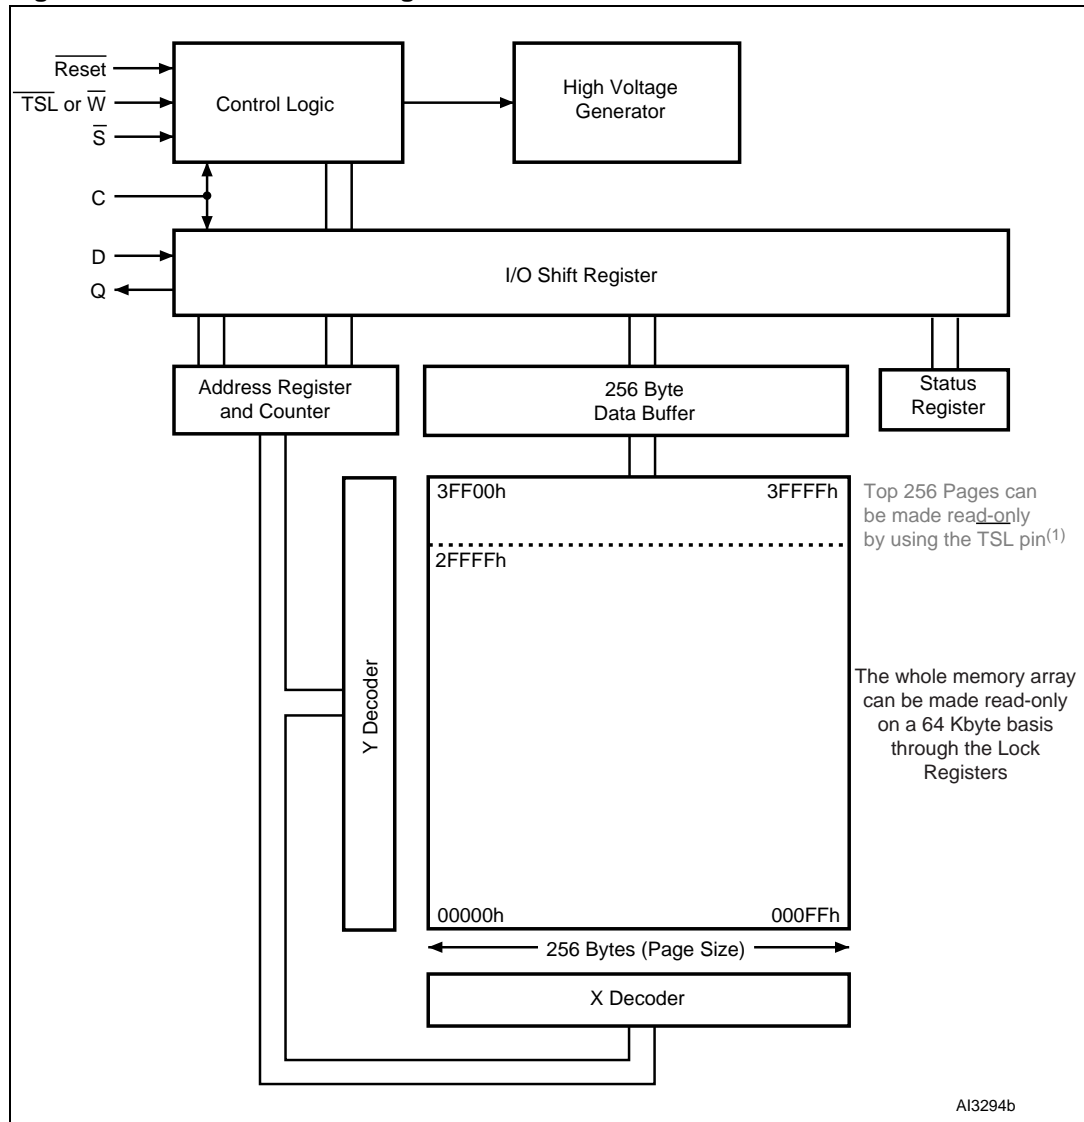 Reset
TSL or W
S
C
D
Q
Control Logic
High Voltage
Generator
I/O Shift Register
Address Register
and Counter
256 Byte
Data Buffer
Status
Register
Y Decoder
3FF00h 3FFFFh
2FFFFh
00000h 000FFh
Top 256 Pages can
be made read-only
by using the TSL pin(1)
The whole memory array
can be made read-only
on a 64 Kbyte basis
through the Lock
Registers
256 Bytes (Page Size)
X Decoder
AI3294b